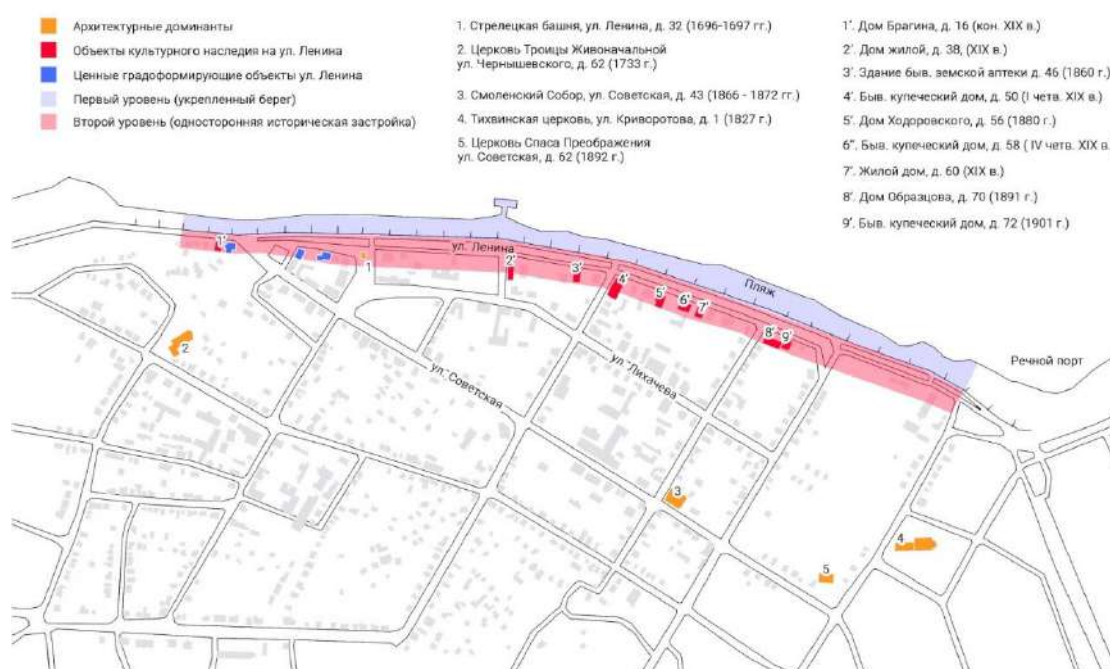 Архитектурные доминанты
Объекты культурного наследия на ул. Ленина
Ценные градоформирующие объекты ул. Ленина
Первый уровень (укрепленный берег)
Второй уровень (односторонняя историческая застройка)
1. Стрелецкая башня, ул. Ленина, д. 32 (1696-1697 гг.)
2. Церковь Троицы Живоначальной
ул. Чернышевского, д. 62 (1733 г.)
3. Смоленский Собор, ул. Советская, д. 43 (1866 - 1872 гг.)
4. Тихвинская церковь, ул. Криворотова, д. 1 (1827 г.)
5. Церковь Спаса Преображения
ул. Советская, д. 62 (1892 г.)
1'. Дом Брагина, д. 16 (кон. XIX в.)
2'. Дом жилой, д. 38, (XIX в.)
3'. Здание быв. земской аптеки д. 46 (1860 г.)
4'. Быв. купеческий дом, д. 50 (I четв. XIX в.)
5'. Дом Ходоровского, д. 56 (1880 г.)
6'. Быв. купеческий дом, д. 58 ( IV четв. XIX в.
7'. Жилой дом, д. 60 (XIX в.)
8'. Дом Образцова, д. 70 (1891 г.)
9'. Быв. купеческий дом, д. 72 (1901 г.)
1'
ул. Ленина
1
2'
3'
4'
5'
6'
7'
Пляж
8'
9'
2
Речной порт
ул. Советская
ул. Лихачева
3
4
5